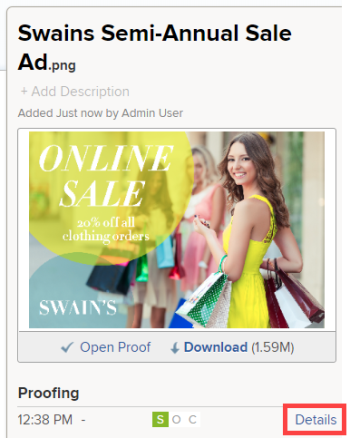 Swains Semi-Annual Sale
Ad.png
+ Add Description
Added Just now by Admin User
ONLINE
SALE
20% off all
clothing orders
SWAIN'S
Open Proof Download (1.59M)
Proofing
12:38 PM - S O C Details